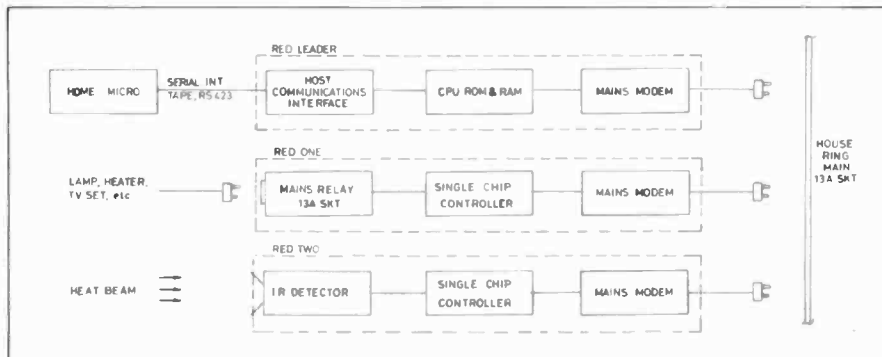 RED LEADER
HOME MICRO
SERIAL INT
TAPE, RS423
HOST
COMMUNICATIONS
INTERFACE
CPU ROM & RAM
MAINS MODEM
RED ONE
LAMP, HEATER,
TV SET, etc
MAINS RELAY
13A SKT
SINGLE CHIP
CONTROLLER
MAINS MODEM
HOUSE
RING
MAIN
13A SKT
RED TWO
HEAT BEAM
I R DETECTOR
SINGLE CHIP
CONTROLLER
MAINS MODEM